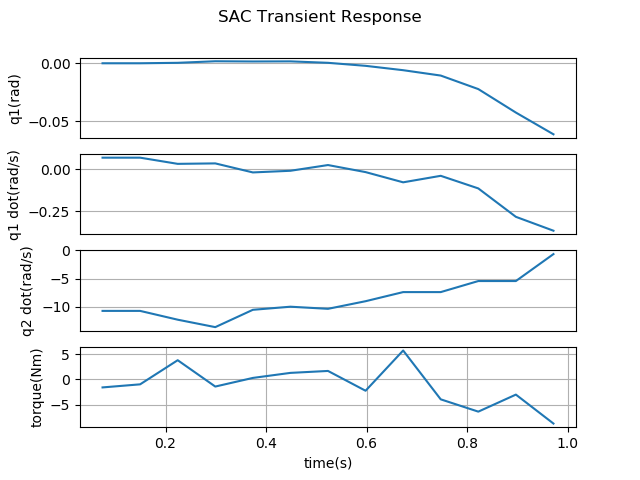 SAC Transient Response
0.00
−0.05
q1(rad)
0.00
−0.25
q1 dot(rad/s)
0
−5
−10
q2 dot(rad/s)
5
0
−5
torque(Nm)
0.2 0.4 0.6 0.8 1.0
time(s)